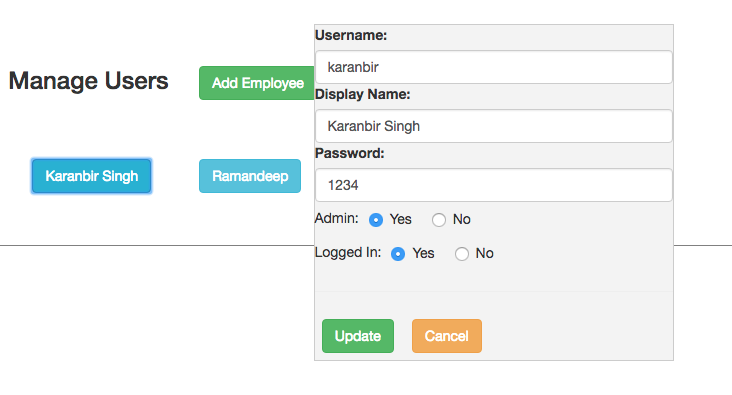 Manage Users
Add Employee
Karanbir Singh
Ramandeep
Username:
karanbir
Display Name:
Karanbir Singh
Password:
1234
Admin: Yes No
Logged In: Yes No
Update Cancel